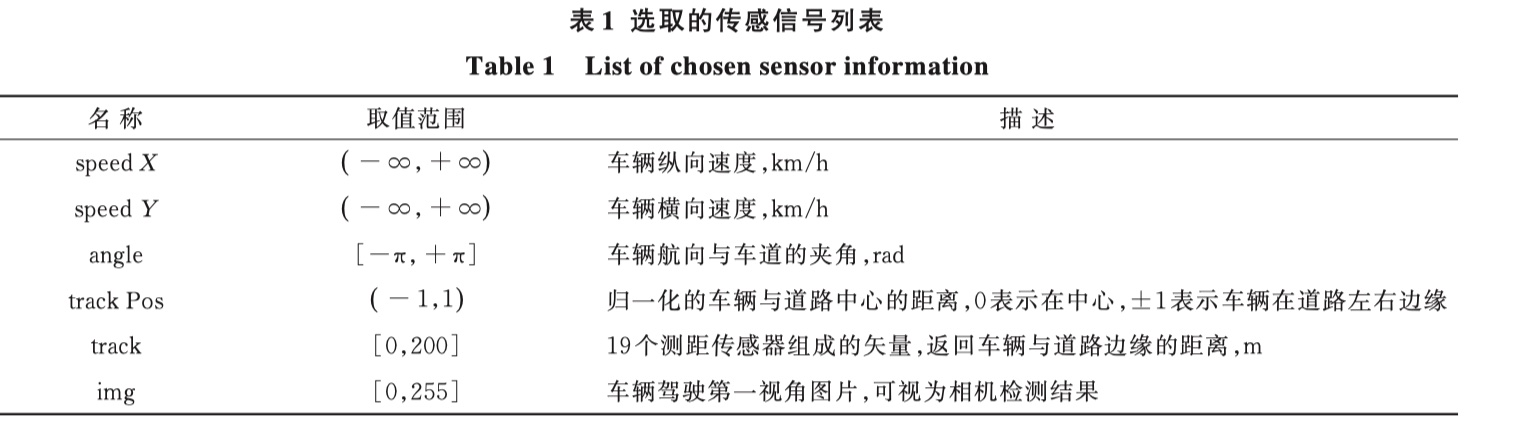 表 1 选取的传感信号列表
Table 1 List of chosen sensor information
名 称 取值范围 描 述
speed X (-∞,+∞) 车辆纵向速度,km/h
speed Y (-∞,+∞) 车辆横向速度,km/h
angle [-π,+π] 车辆航向与车道的夹角,rad
track Pos (-1,1) 归一化的车辆与道路中心的距离,0表示在中心,±1表示车辆在道路左右边缘
track [0,200] 19个测距传感器组成的矢量,返回车辆与道路边缘的距离,m
img [0,255] 车辆驾驶第一视角图片,可视为相机检测结果